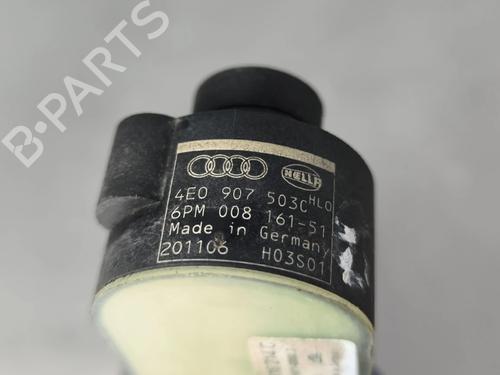 B-PARTS
HELLA
4E0 907 503C HLO
6PM 008 161-51
Made in Germany
201106 H03S01